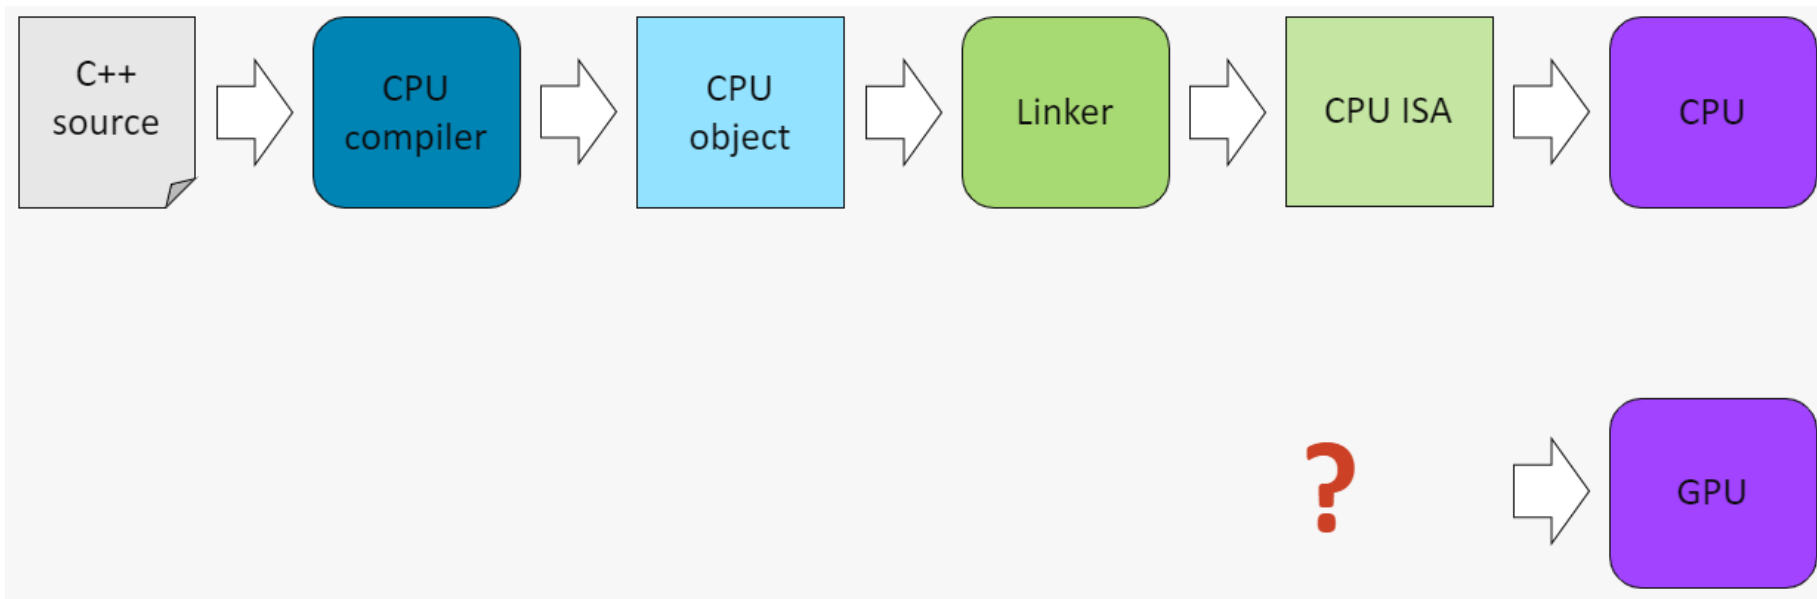 C++
source
CPU
compiler
CPU
object
Linker
CPU ISA
CPU
?
GPU